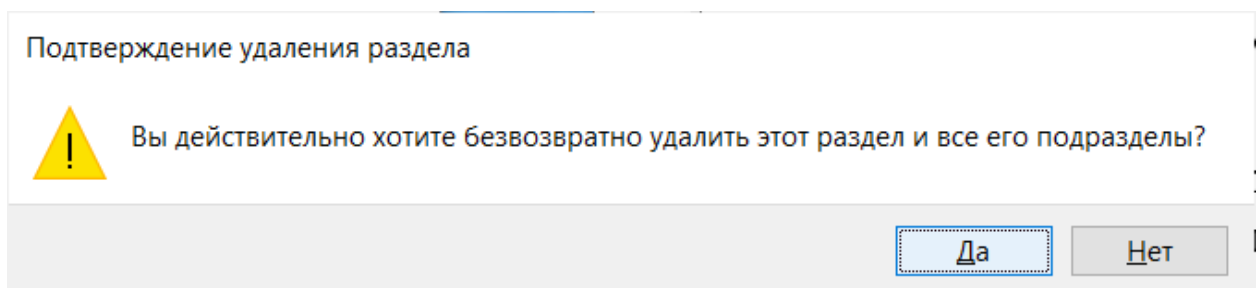 Подтверждение удаления раздела
Вы действительно хотите безвозвратно удалить этот раздел и все его подразделы?
Да
Нет